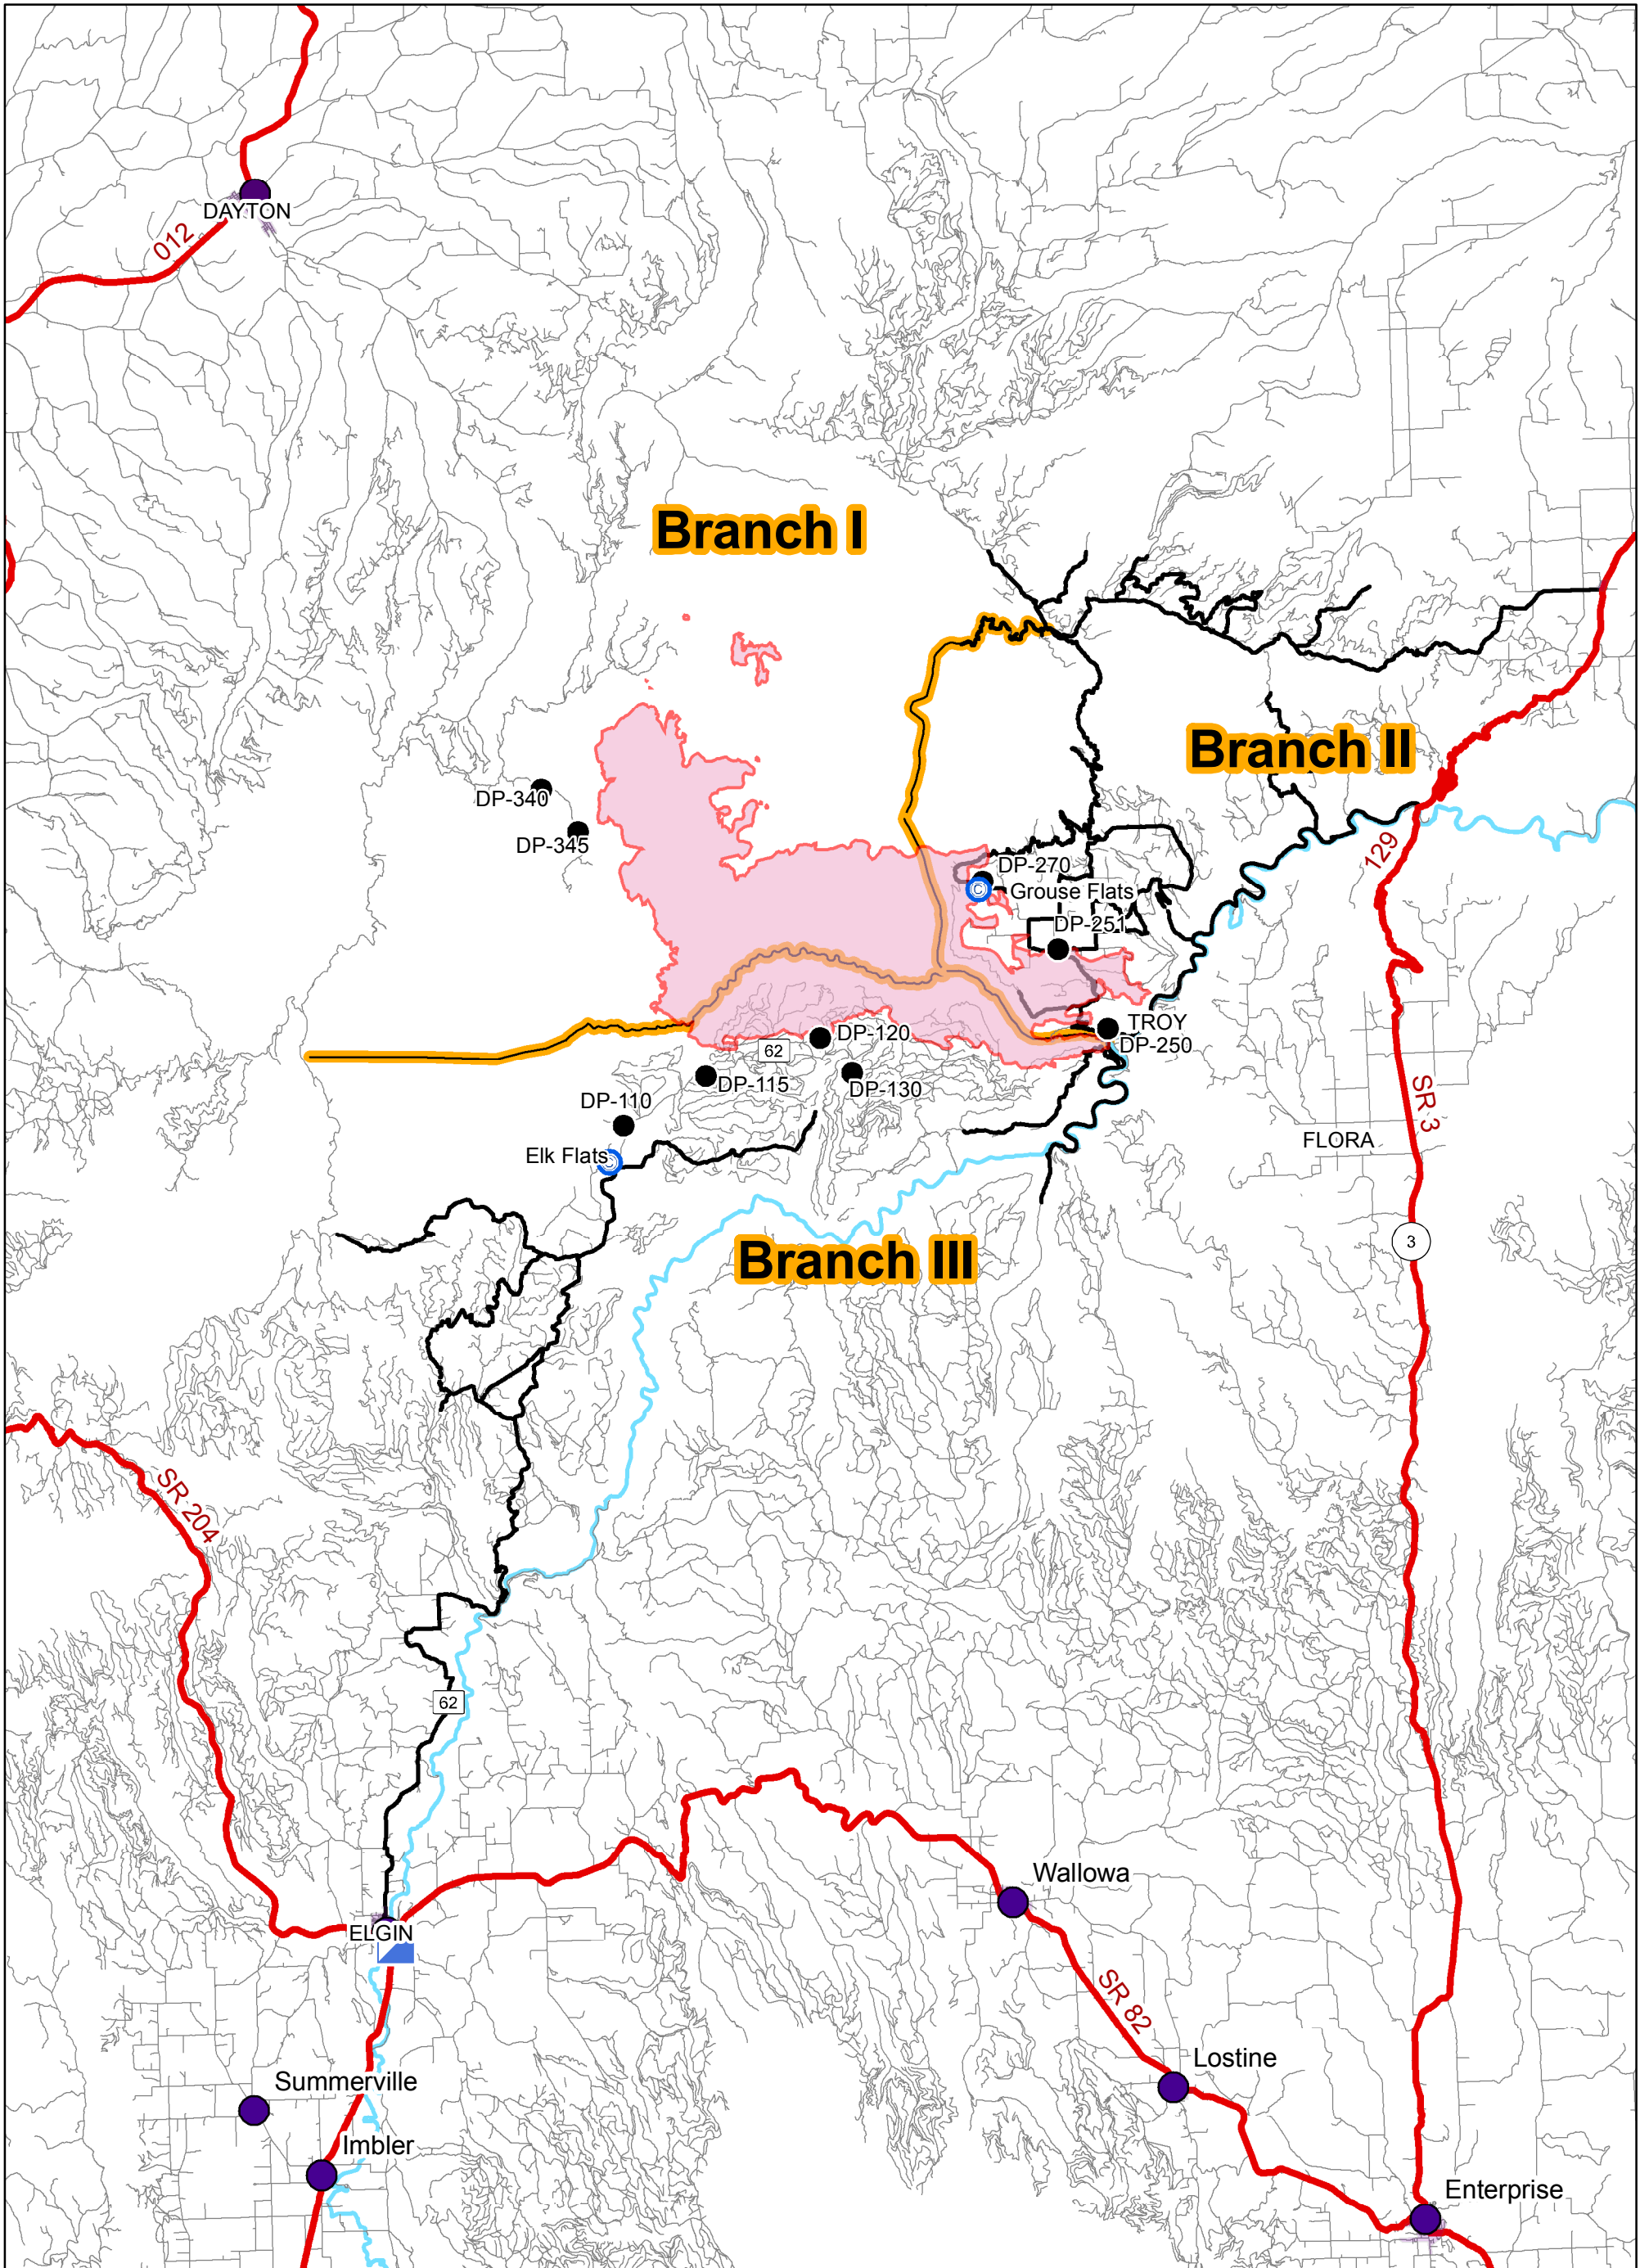 DAYTON
012
Branch I
Branch II
DP-340
DP-345
129
DP-270
C
Grouse Flats
DP-251
TROY
DP-120
DP-250
62
DP-115
DP-130
SR 3
DP-110
FLORA
Elk Flats
3
Branch III
SR 204
62
Wallowa
ELGIN
SR 82
Lostine
Summerville
Imbler
Enterprise